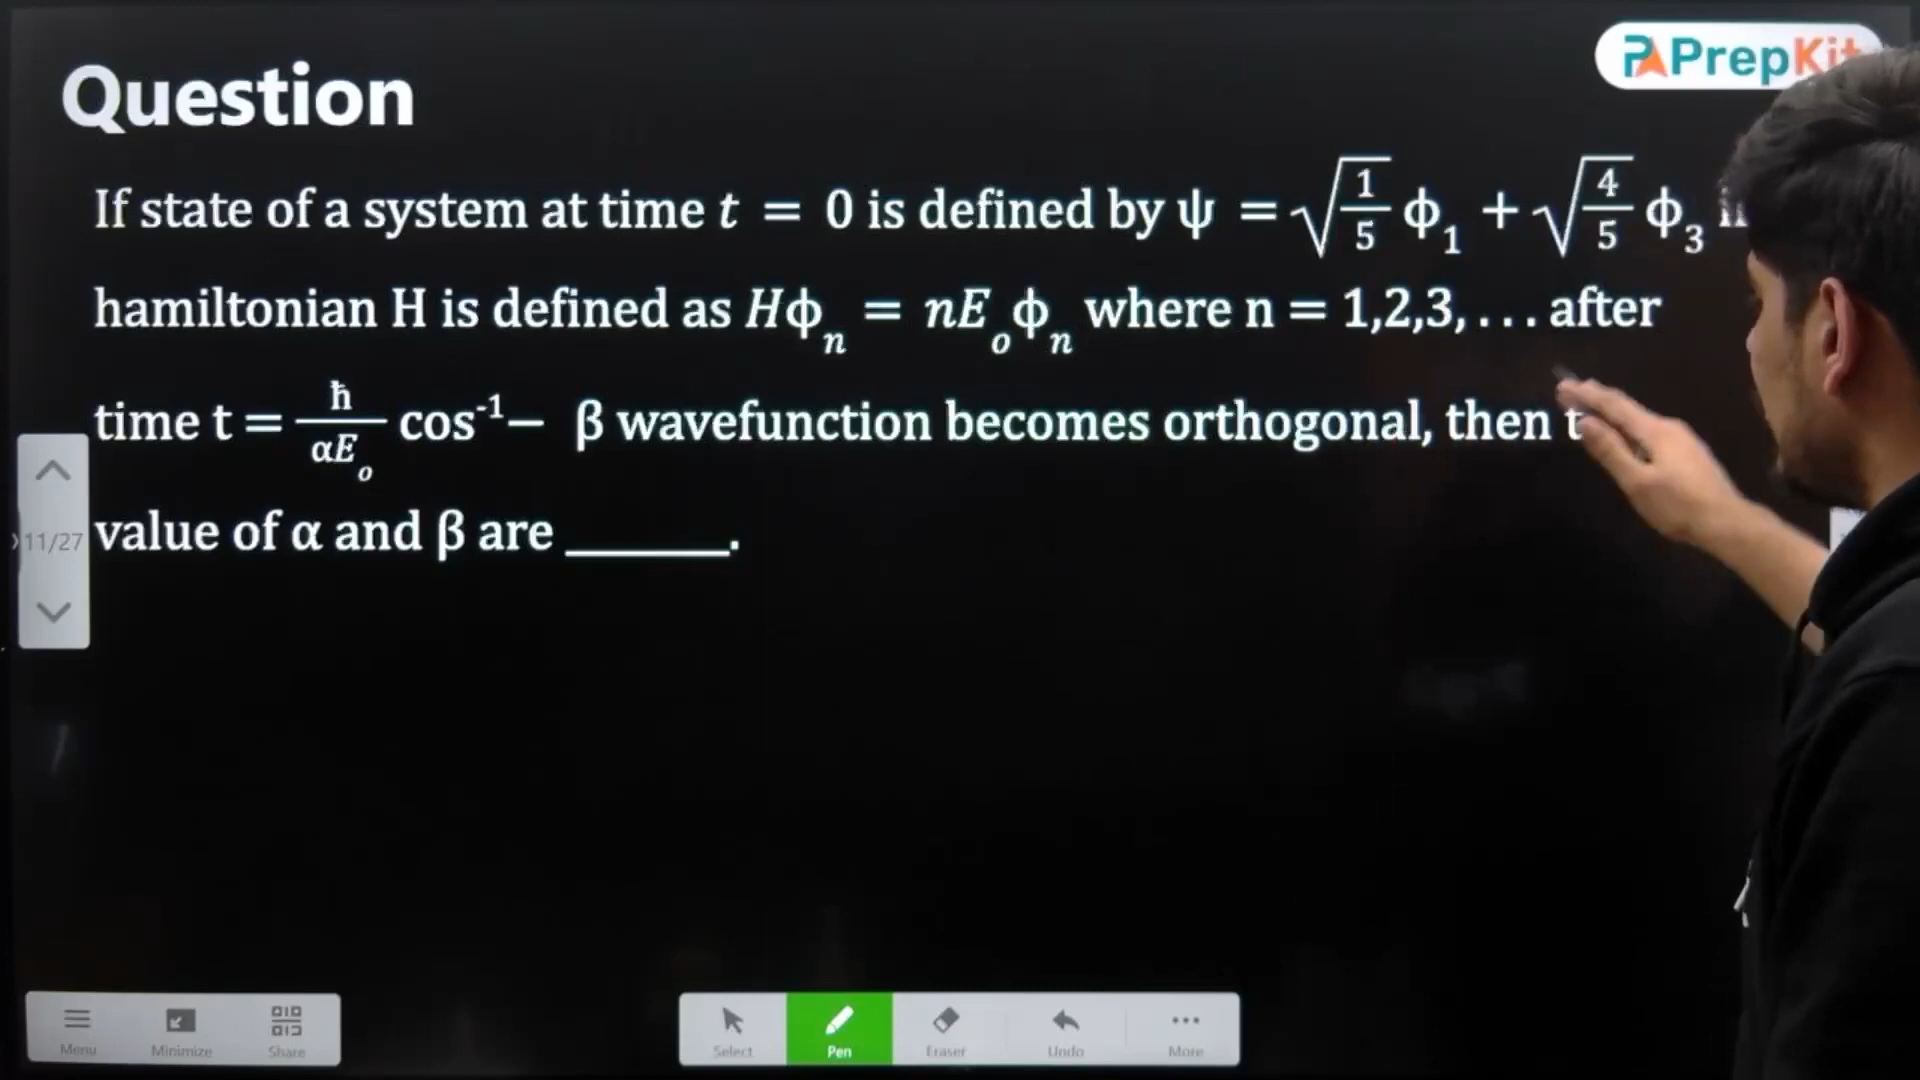 PrepKit
Question
If state of a system at time t = 0 is defined by ψ = √(1/5) ϕ₁ + √(4/5) ϕ₃
hamiltonian H is defined as Hϕₙ = nEₒϕₙ where n = 1,2,3, . . . after
time t = ħ/αEₒ cos⁻¹– β wavefunction becomes orthogonal, then
11/27
value of α and β are ______.
Menu Minimize Share Select Pen Eraser Undo More